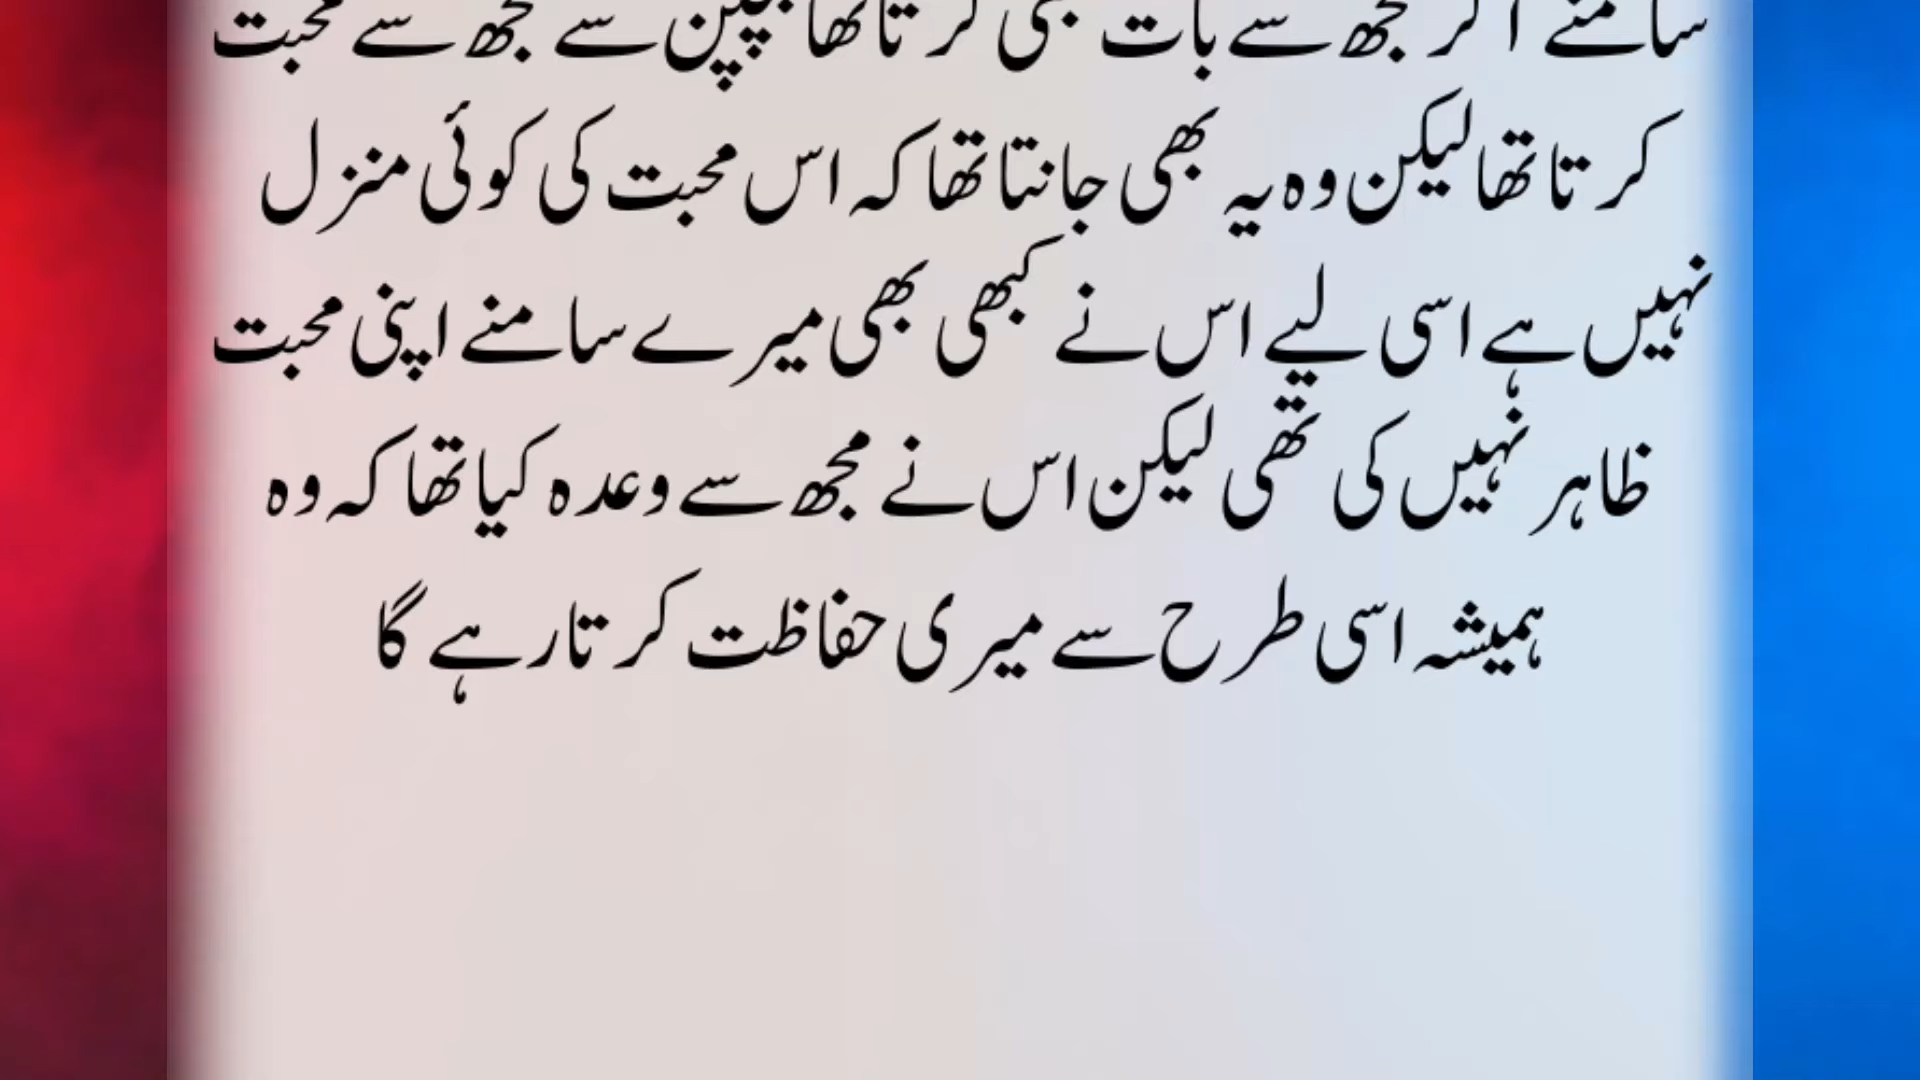 سامنے آ کر مجھ سے بات بھی کرتا تھا بچپن سے مجھ سے محبت
کرتا تھا لیکن وہ یہ بھی جانتا تھا کہ اس محبت کی کوئی منزل
نہیں ہے اسی لیے اس نے کبھی بھی میرے سامنے اپنی محبت
ظاہر نہیں کی تھی لیکن اس نے مجھ سے وعدہ کیا تھا کہ وہ
ہمیشہ اسی طرح سے میری حفاظت کرتا رہے گا